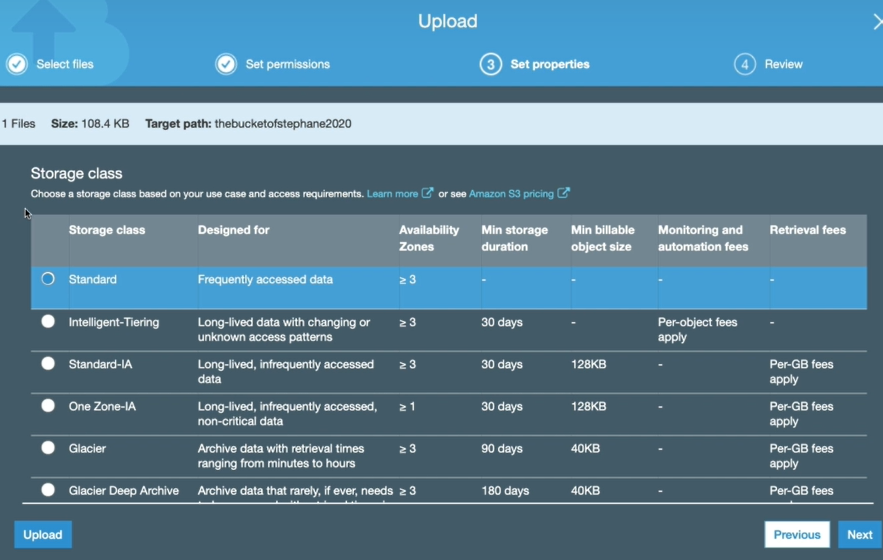 Upload
Select files
Set permissions
3 Set properties
4 Review
1 Files Size: 108.4 KB Target path: thebucketofstephane2020
Storage class
Choose a storage class based on your use case and access requirements. Learn more or see Amazon S3 pricing
Storage class Designed for Availability Zones Min storage duration Min billable object size Monitoring and automation fees Retrieval fees
Standard Frequently accessed data ≥ 3 - - - -
Intelligent-Tiering Long-lived data with changing or unknown access patterns ≥ 3 30 days - Per-object fees apply -
Standard-IA Long-lived, infrequently accessed data ≥ 3 30 days 128KB - Per-GB fees apply
One Zone-IA Long-lived, infrequently accessed, non-critical data ≥ 1 30 days 128KB - Per-GB fees apply
Glacier Archive data with retrieval times ranging from minutes to hours ≥ 3 90 days 40KB - Per-GB fees apply
Glacier Deep Archive Archive data that rarely, if ever, needs ≥ 3 180 days 40KB - Per-GB fees
Upload Previous Next